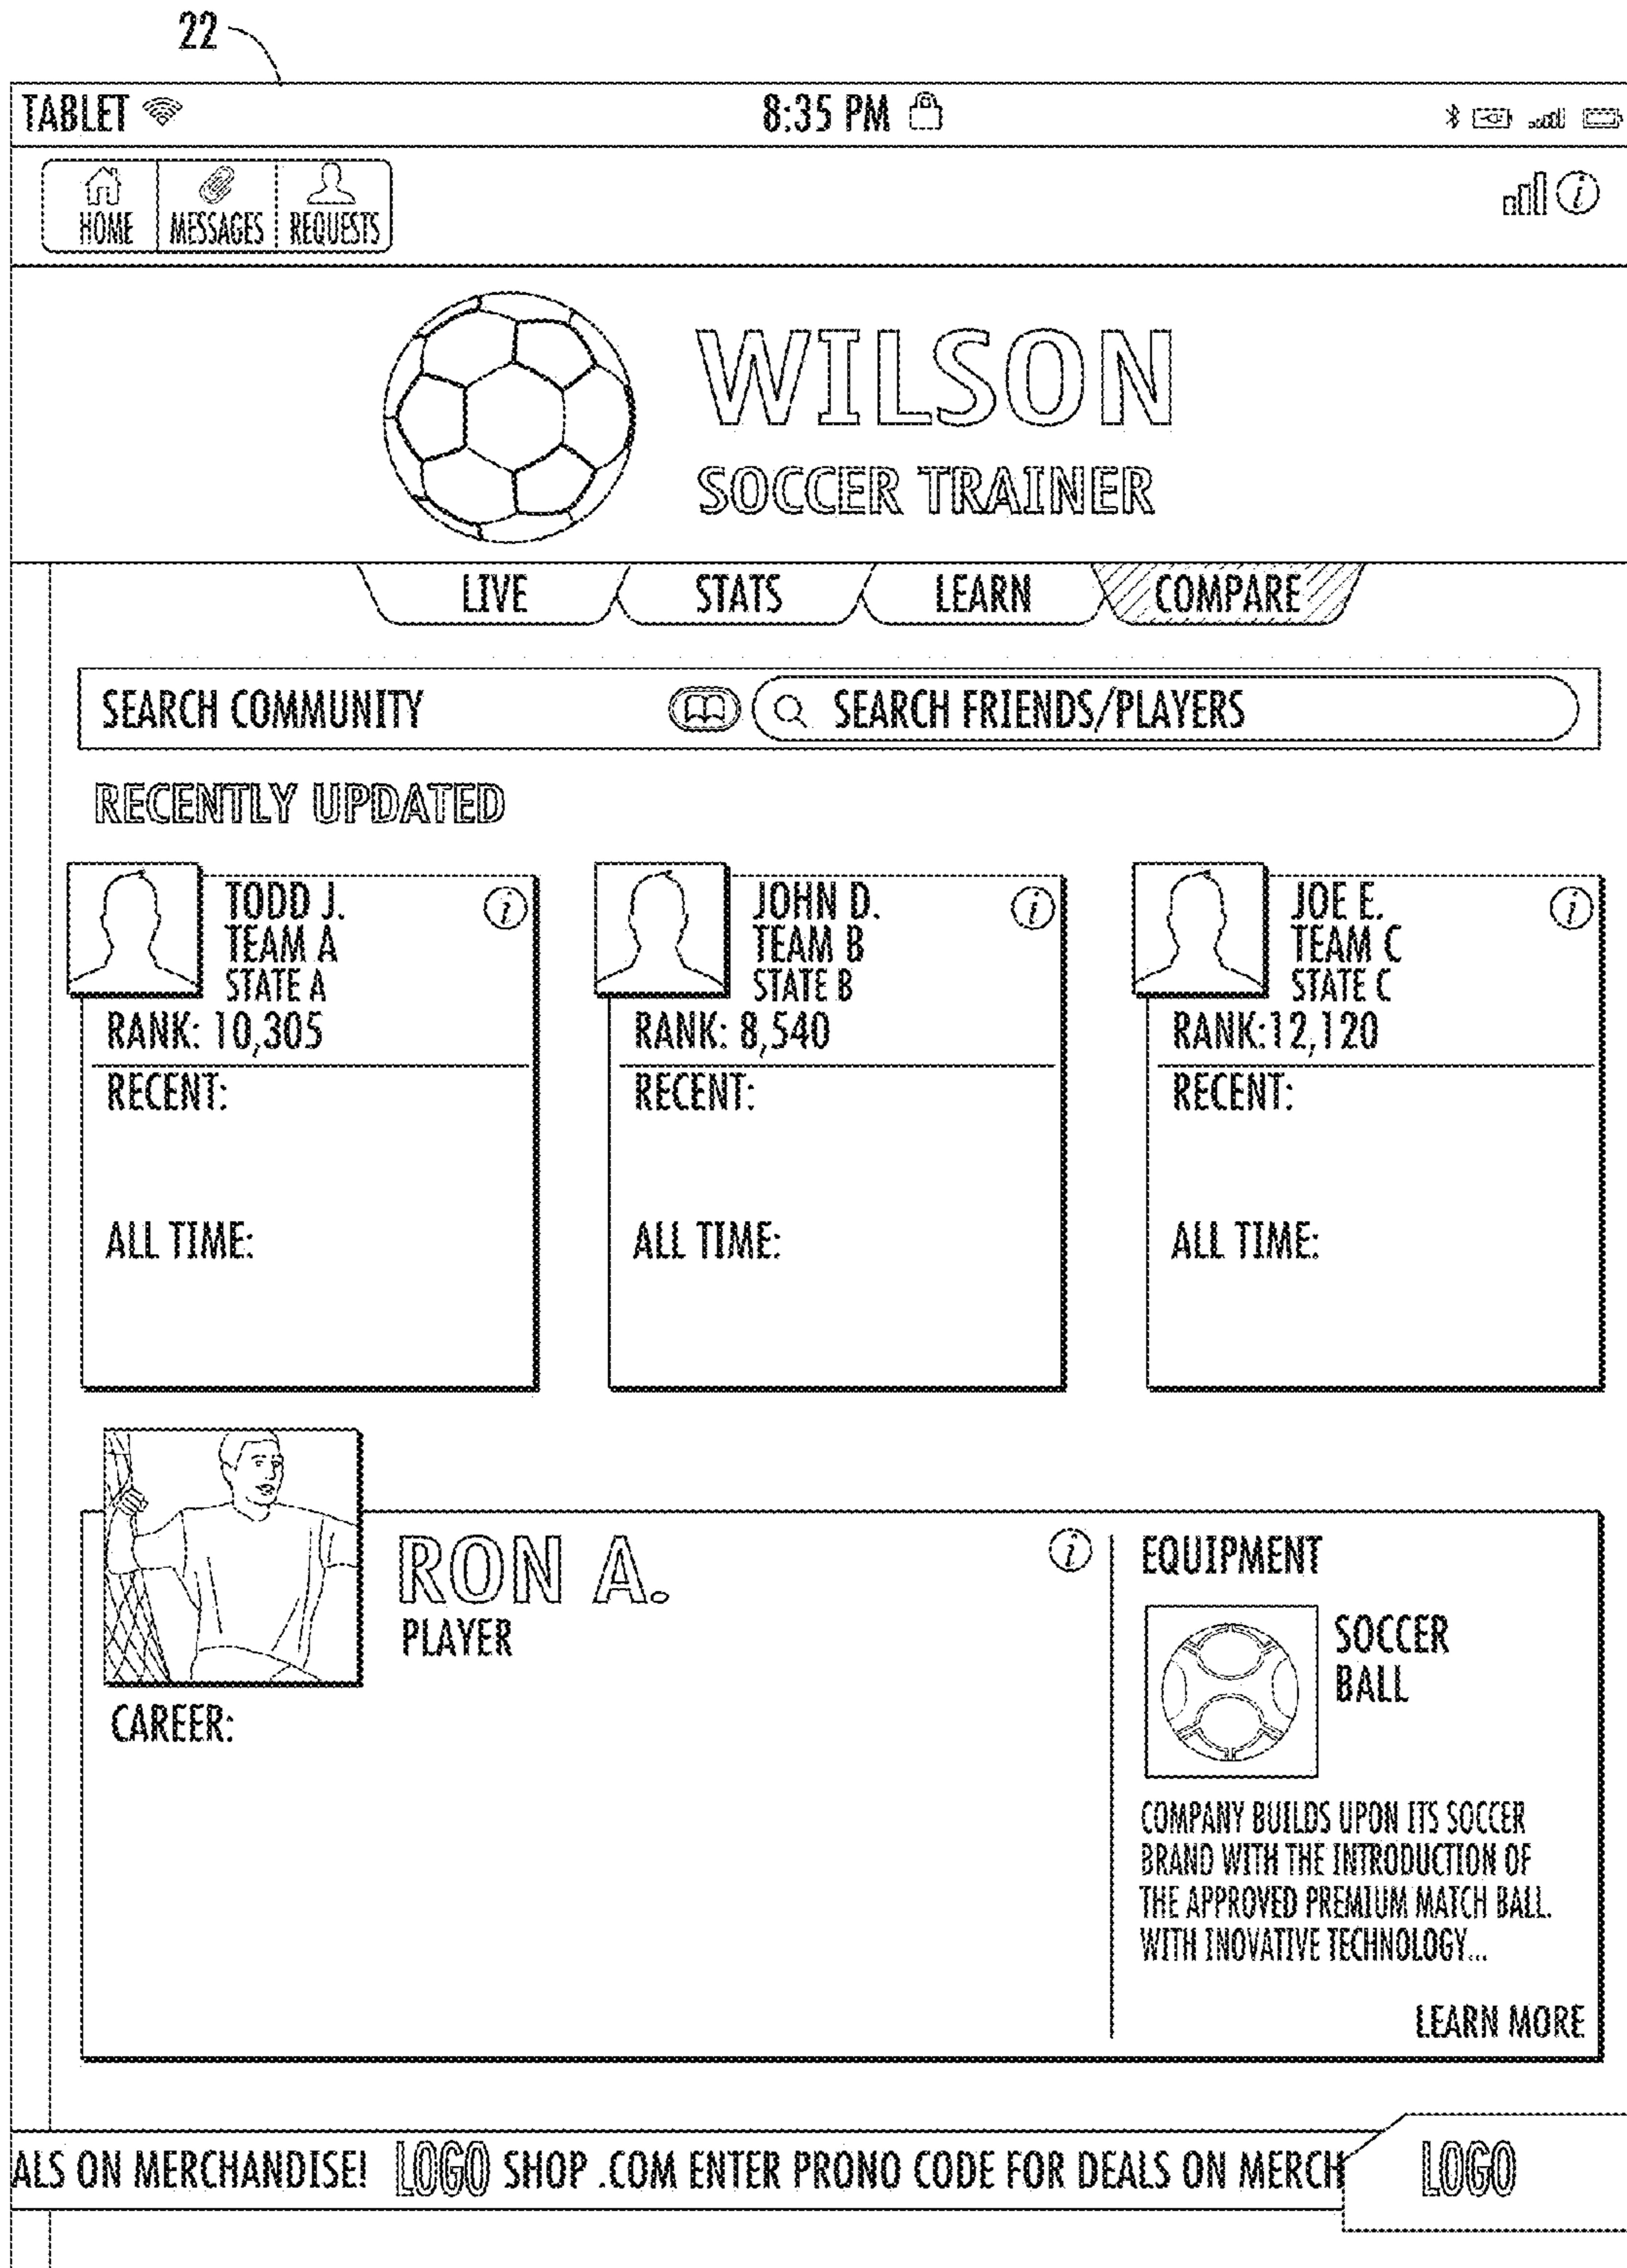 22
TABLET 8:35 PM
HOME MESSAGES REQUESTS
WILSON
SOCCER TRAINER
LIVE STATS LEARN COMPARE
SEARCH COMMUNITY SEARCH FRIENDS/PLAYERS
RECENTLY UPDATED
TODD J.
TEAM A
STATE A
RANK: 10,305
RECENT:
ALL TIME:
JOHN D.
TEAM B
STATE B
RANK: 8,540
RECENT:
ALL TIME:
JOE E.
TEAM C
STATE C
RANK:12,120
RECENT:
ALL TIME:
RON A.
PLAYER
CAREER:
EQUIPMENT
SOCCER
BALL
COMPANY BUILDS UPON ITS SOCCER
BRAND WITH THE INTRODUCTION OF
THE APPROVED PREMIUM MATCH BALL.
WITH INOVATIVE TECHNOLOGY...
LEARN MORE
ALS ON MERCHANDISE! LOGO SHOP .COM ENTER PRONO CODE FOR DEALS ON MERCH LOGO